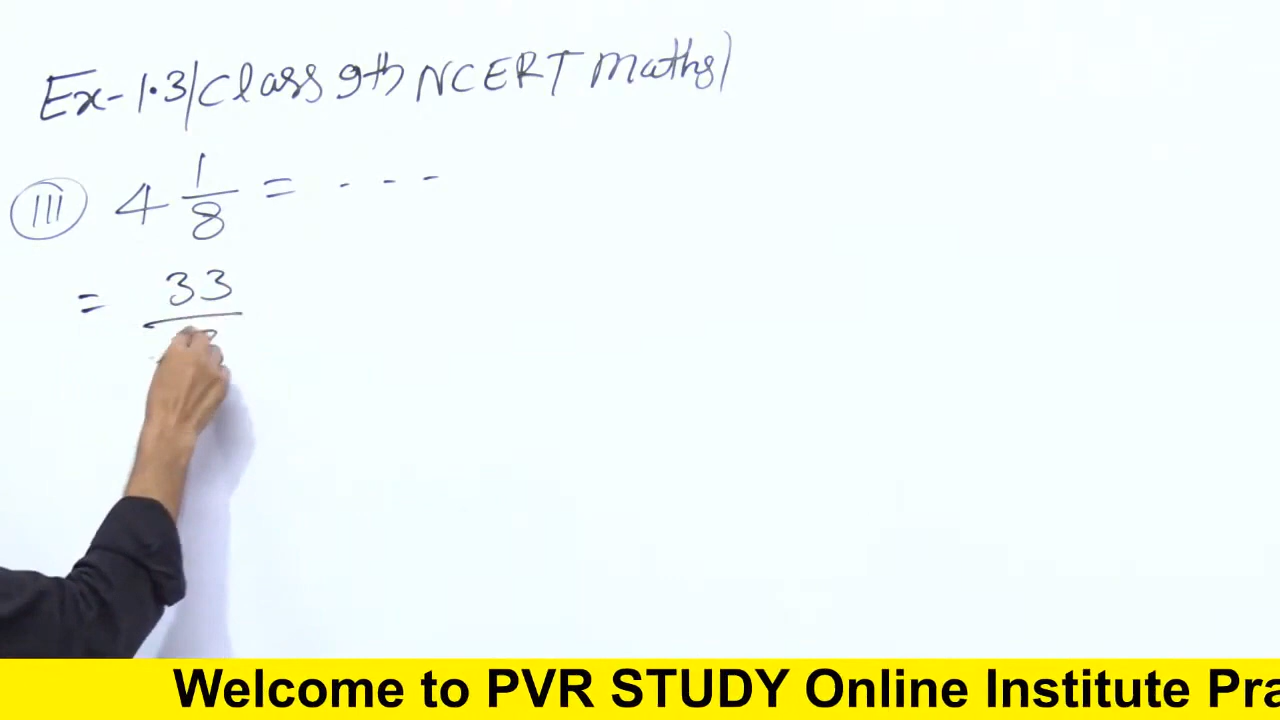 Ex-1.3/Class 9th NCERT Maths)
III 4 1/8 = - - -
= 33/
Welcome to PVR STUDY Online Institute Pra